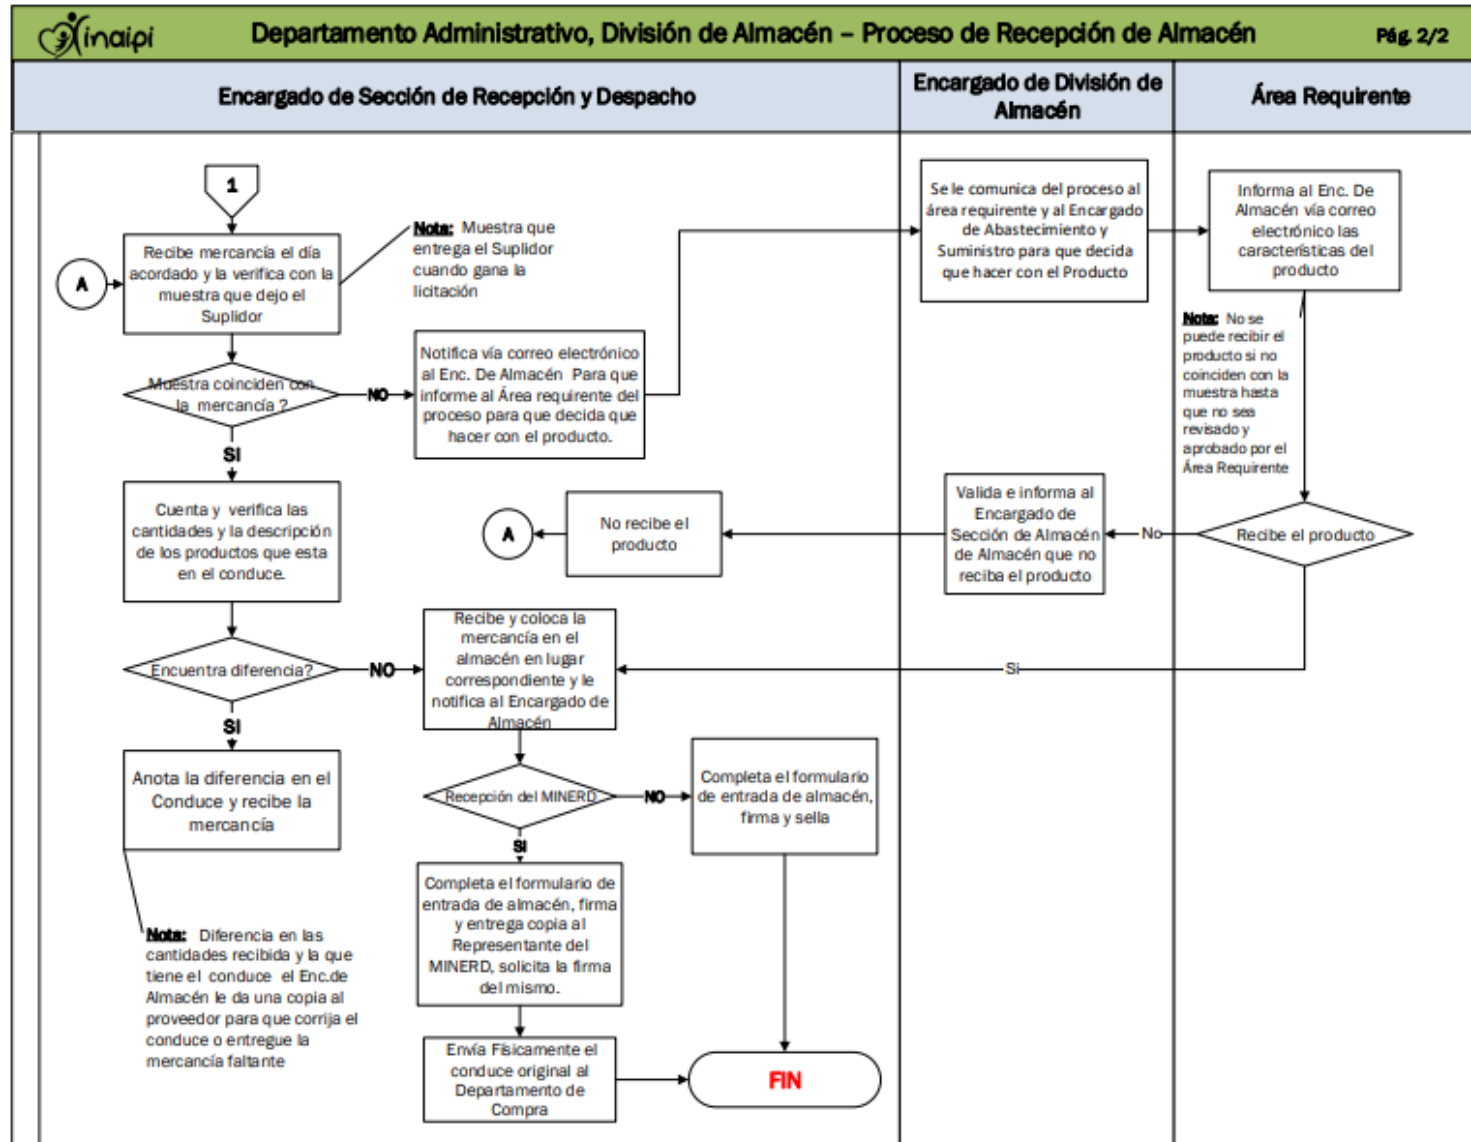 inaipi
Departamento Administrativo, División de Almacén – Proceso de Recepción de Almacén
Pág. 2/2
Encargado de Sección de Recepción y Despacho
Encargado de División de
Almacén
Área Requirente
1
A
Recibe mercancía el día
acordado y la verifica con la
muestra que dejo el
Suplidor
Nota: Muestra que
entrega el Suplidor
cuando gana la
licitación
Se le comunica del proceso al
área requirente y al Encargado
de Abastecimiento y
Suministro para que decida
que hacer con el Producto
Informa al Enc. De
Almacén vía correo
electrónico las
características del
producto
Nota: No se
puede recibir el
producto si no
coinciden con la
muestra hasta
que no sea
revisado y
aprobado por el
Área Requirente
Muestra coinciden con
la mercancía ?
NO
Notifica vía correo electrónico
al Enc. De Almacén Para que
informe al Área requirente del
proceso para que decida que
hacer con el producto.
SI
Cuenta y verifica las
cantidades y la descripción
de los productos que esta
en el conduce.
A
No recibe el
producto
Valida e informa al
Encargado de
Sección de Almacén
de Almacén que no
reciba el producto
No
Recibe el producto
Encuentra diferencia?
NO
Recibe y coloca la
mercancía en el
almacén en lugar
correspondiente y le
notifica al Encargado de
Almacén
Si
SI
Anota la diferencia en el
Conduce y recibe la
mercancía
Recepción del MINERD
NO
Completa el formulario
de entrada de almacén,
firma y sella
SI
Completa el formulario de
entrada de almacén, firma
y entrega copia al
Representante del
MINERD, solicita la firma
del mismo.
Nota: Diferencia en las
cantidades recibida y la que
tiene el conduce el Enc.de
Almacén le da una copia al
proveedor para que corrija el
conduce o entregue la
mercancía faltante
Envía Físicamente el
conduce original al
Departamento de
Compra
FIN